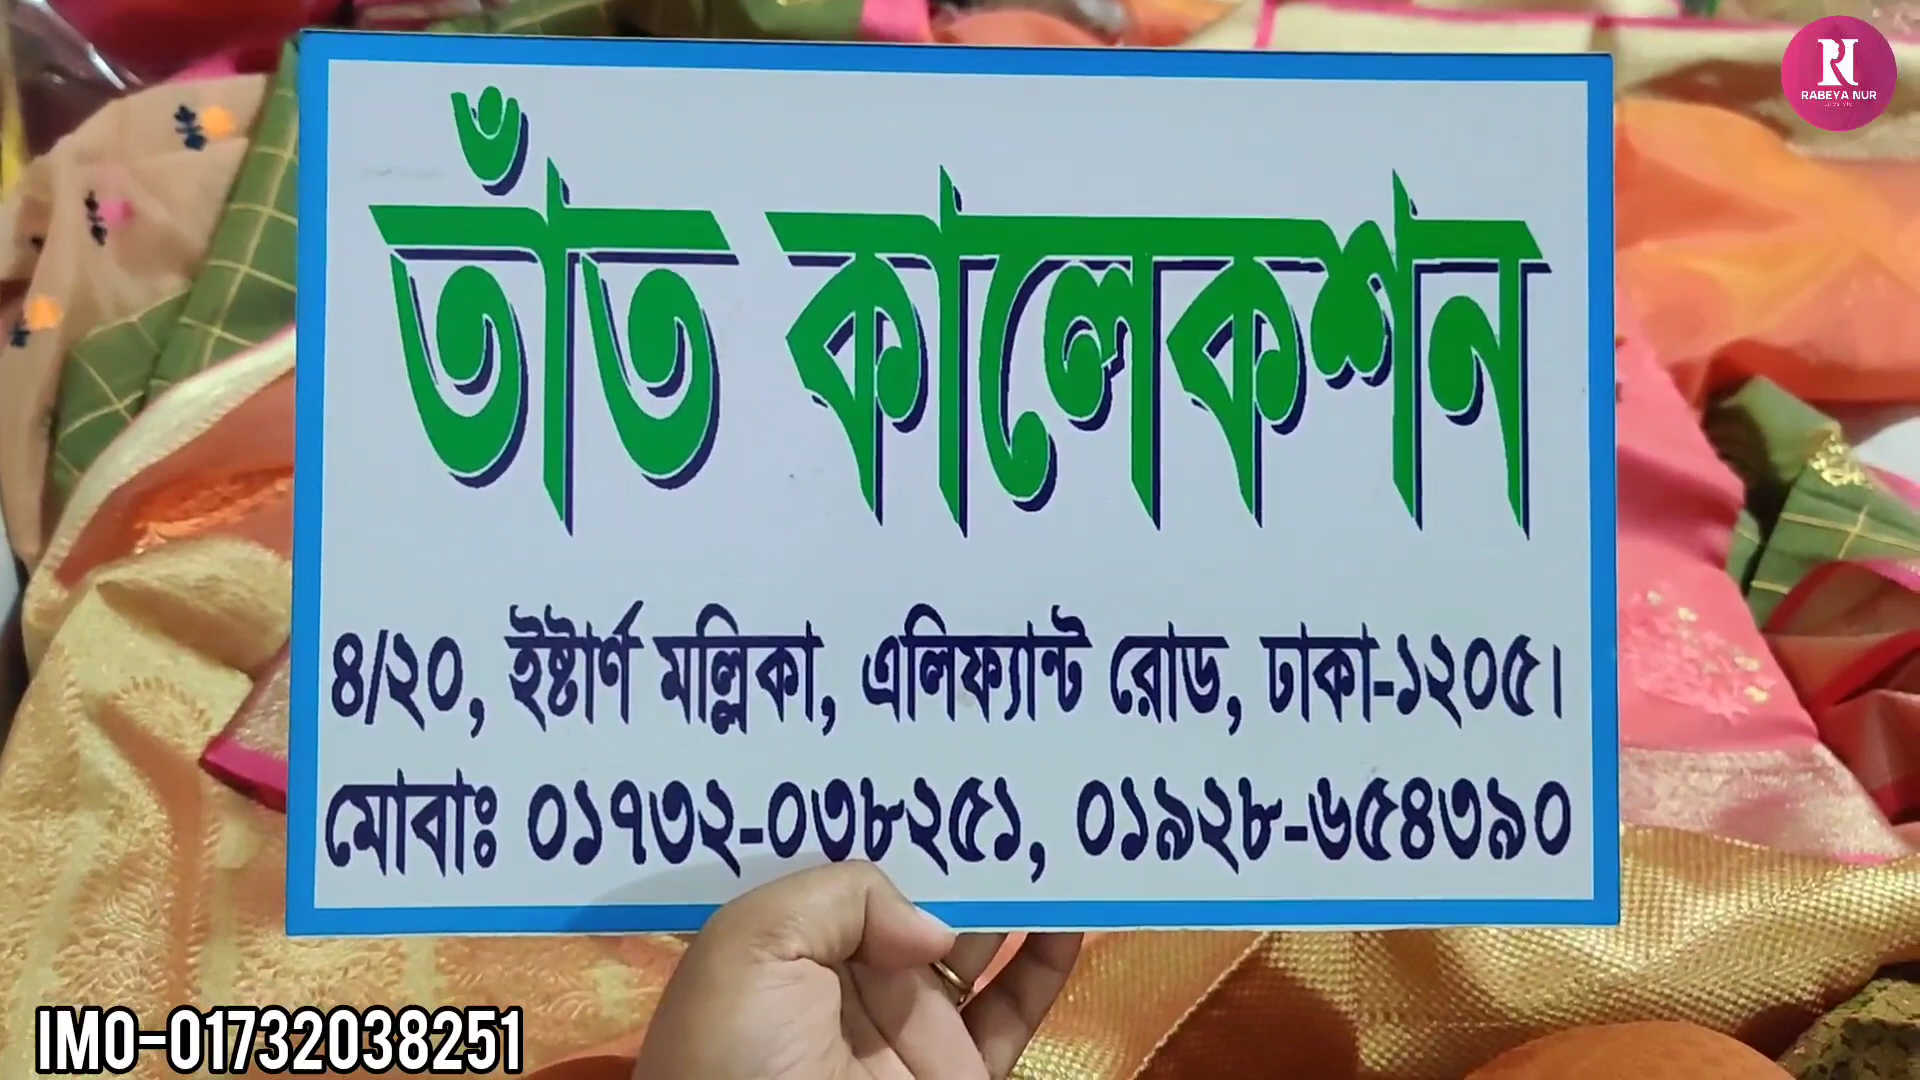 RABEYA NUR
তাঁত কালেকশন
৪/২০, ইষ্টার্ণ মল্লিকা, এলিফ্যান্ট রোড, ঢাকা-১২০৫।
মোবাঃ ০১৭৩২-০৩৮২৫১, ০১৯২৮-৬৫৪৩৯০
IMO-01732038251